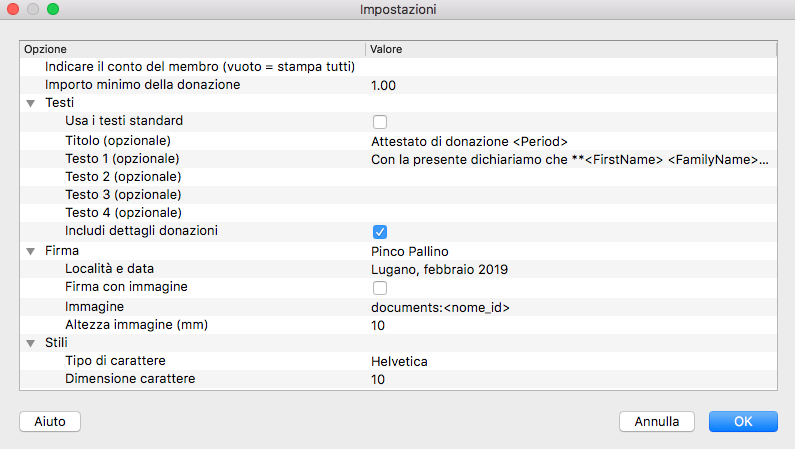 Impostazioni
Opzione Valore
Indicare il conto del membro (vuoto = stampa tutti)
Importo minimo della donazione 1.00
Testi
Usa i testi standard
Titolo (opzionale) Attestato di donazione <Period>
Testo 1 (opzionale) Con la presente dichiariamo che **<FirstName> <FamilyName>...
Testo 2 (opzionale)
Testo 3 (opzionale)
Testo 4 (opzionale)
Includi dettagli donazioni
Firma Pinco Pallino
Località e data Lugano, febbraio 2019
Firma con immagine
Immagine documents:<nome_id>
Altezza immagine (mm) 10
Stili
Tipo di carattere Helvetica
Dimensione carattere 10
Aiuto Annulla OK